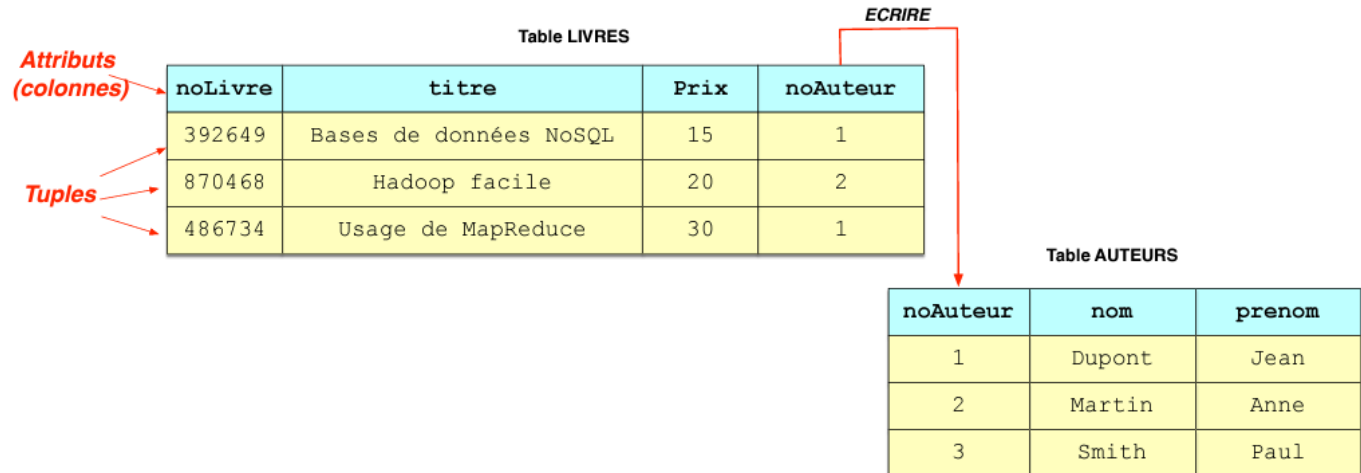 ECRIRE
Table LIVRES
Attributs
(colonnes)
noLivre titre Prix noAuteur
392649 Bases de données NoSQL 15 1
Tuples
870468 Hadoop facile 20 2
486734 Usage de MapReduce 30 1
Table AUTEURS
noAuteur nom prenom
1 Dupont Jean
2 Martin Anne
3 Smith Paul